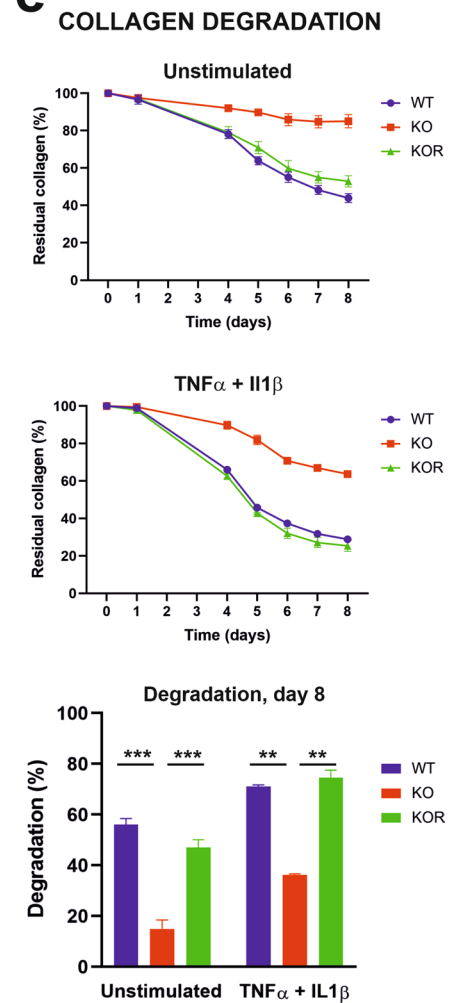 C
COLLAGEN DEGRADATION
Unstimulated
Residual collagen (%)
100
80
60
40
20
0
0 1 2 3 4 5 6 7 8
Time (days)
WT
KO
KOR
TNFα + Il1β
Residual collagen (%)
100
80
60
40
20
0
0 1 2 3 4 5 6 7 8
Time (days)
WT
KO
KOR
Degradation, day 8
Degradation (%)
100
80
60
40
20
0
*** *** ** **
Unstimulated TNFα + IL1β
WT
KO
KOR